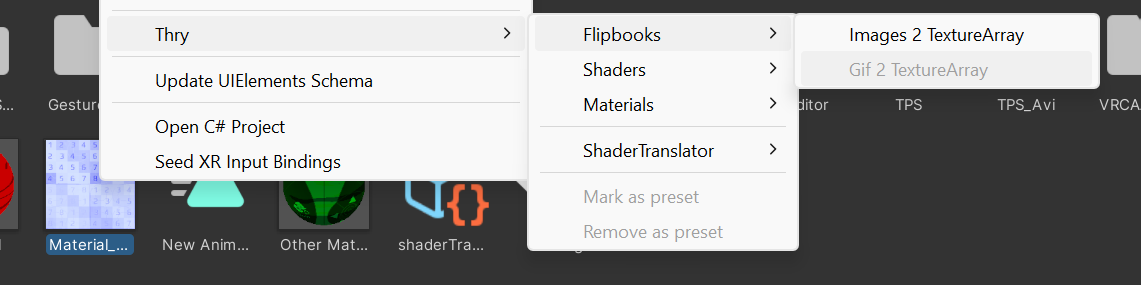 Thry
Update UIElements Schema
Open C# Project
Seed XR Input Bindings
Flipbooks
Shaders
Materials
ShaderTranslator
Mark as preset
Remove as preset
Images 2 TextureArray
Gif 2 TextureArray
Gestur
ditor
TPS
TPS_Avi
VRCA
Material_...
New Anim...
Other Mat...
shaderTra...